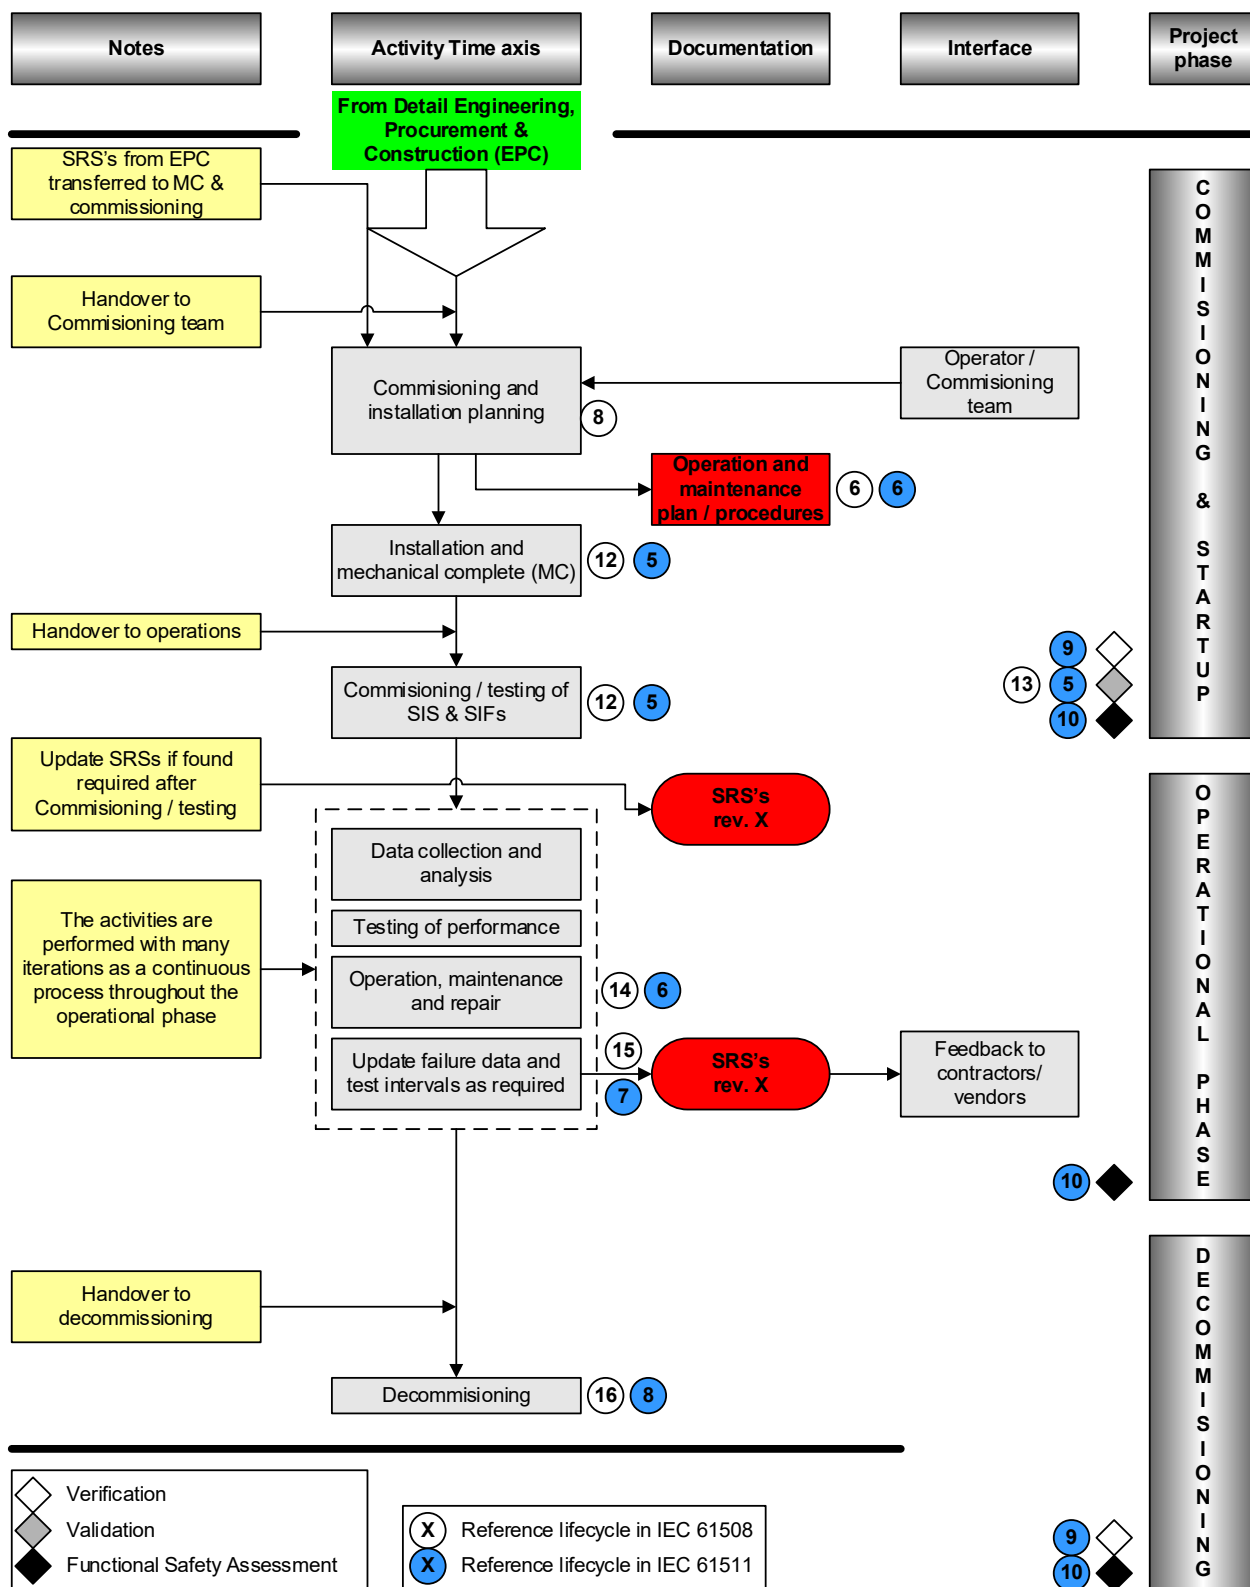 Notes
Activity Time axis
Documentation
Interface
Project
phase
From Detail Engineering,
Procurement &
Construction (EPC)
SRS's from EPC
transferred to MC &
commissioning
Handover to
Commisioning team
Commisioning and
installation planning
8
Operator /
Commisioning
team
Operation and
maintenance
plan / procedures
6
6
Installation and
mechanical complete (MC)
12
5
Handover to operations
Commisioning / testing of
SIS & SIFs
12
5
9
13
5
10
COMMISIONING & STARTUP
Update SRSs if found
required after
Commisioning / testing
SRS's
rev. X
Data collection and
analysis
Testing of performance
The activities are
performed with many
iterations as a continuous
process throughout the
operational phase
Operation, maintenance
and repair
14
6
Update failure data and
test intervals as required
15
7
SRS's
rev. X
Feedback to
contractors/
vendors
10
OPERATIONAL PHASE
Handover to
decommissioning
Decommisioning
16
8
9
10
DECOMMISIONING
Verification
Validation
Functional Safety Assessment
X
Reference lifecycle in IEC 61508
X
Reference lifecycle in IEC 61511